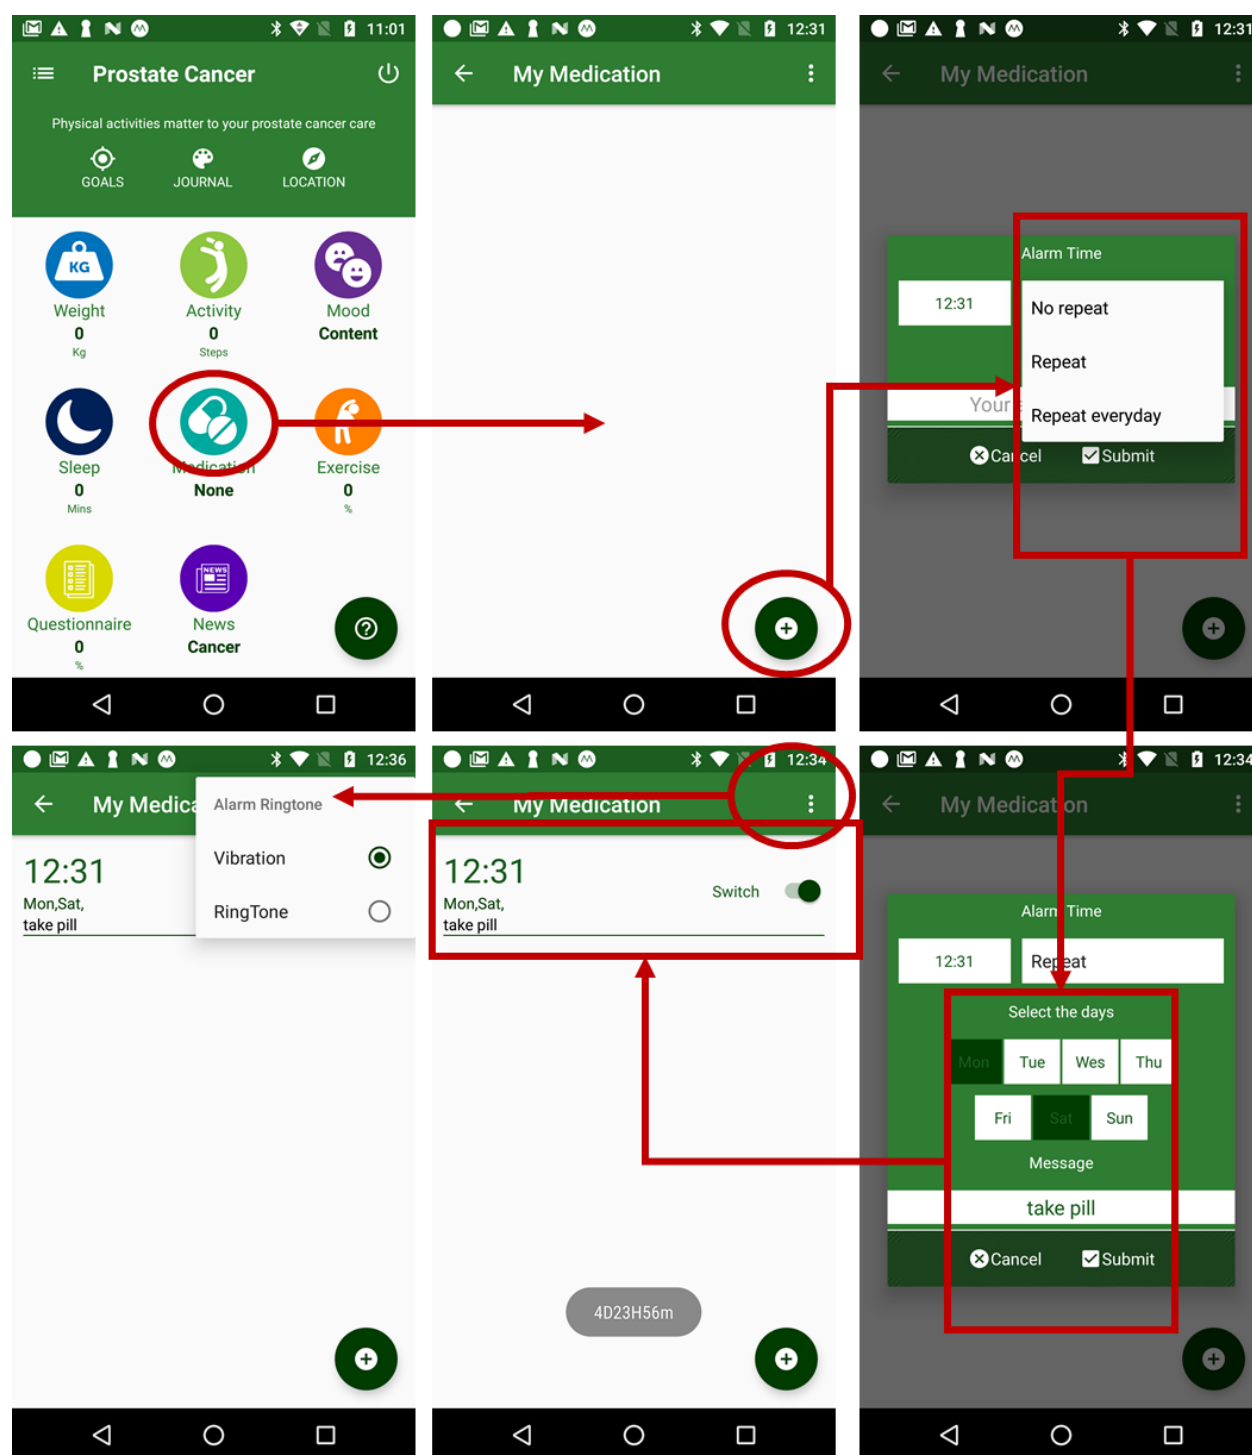 11:01
Prostate Cancer
Physical activities matter to your prostate cancer care
GOALS JOURNAL LOCATION
KG
Weight Activity Mood
0 0 Content
Kg Steps
Sleep Medication Exercise
0 None 0
Mins %
NEWS
Questionnaire News
0 Cancer
%
12:31
My Medication
12:31
My Medication
Alarm Time
12:31
No repeat
Repeat
Repeat everyday
Your
Cancel Submit
12:36
My Medica
Alarm Ringtone
Vibration
RingTone
12:31
Mon,Sat,
take pill
12:34
My Medication
12:31
Mon,Sat,
take pill
Switch
4D23H56m
12:34
My Medication
Alarm Time
12:31 Repeat
Select the days
Mon Tue Wes Thu
Fri Sat Sun
Message
take pill
Cancel Submit